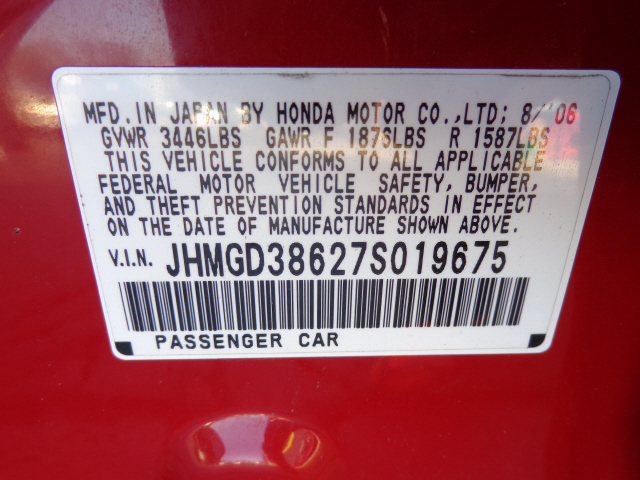 MFD. IN JAPAN BY HONDA MOTOR CO.,LTD; 8/'06
GVWR 3446LBS GAWR F 1876LBS R 1587LBS
THIS VEHICLE CONFORMS TO ALL APPLICABLE
FEDERAL MOTOR VEHICLE SAFETY, BUMPER,
AND THEFT PREVENTION STANDARDS IN EFFECT
ON THE DATE OF MANUFACTURE SHOWN ABOVE.
V.I.N. JHMGD38627S019675
PASSENGER CAR